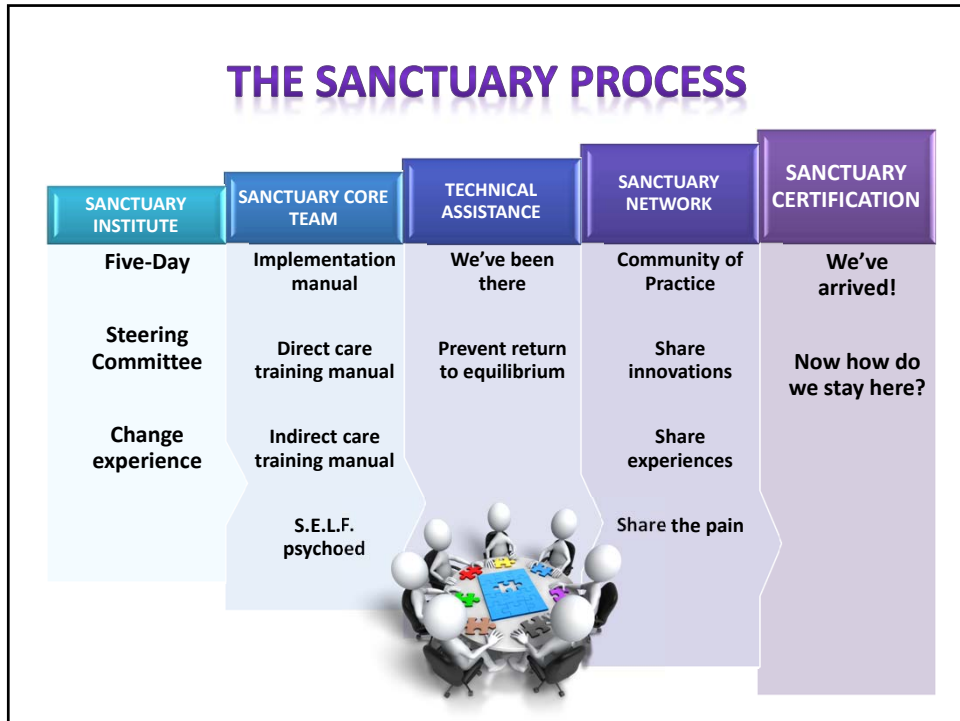 THE SANCTUARY PROCESS
SANCTUARY
INSTITUTE
Five-Day
Steering
Committee
Change
experience
SANCTUARY CORE
TEAM
Implementation
manual
Direct care
training manual
Indirect care
training manual
S.E.L.F.
psychoed
TECHNICAL
ASSISTANCE
We've been
there
Prevent return
to equilibrium
SANCTUARY
NETWORK
Community of
Practice
Share
innovations
Share
experiences
Share the pain
SANCTUARY
CERTIFICATION
We've
arrived!
Now how do
we stay here?